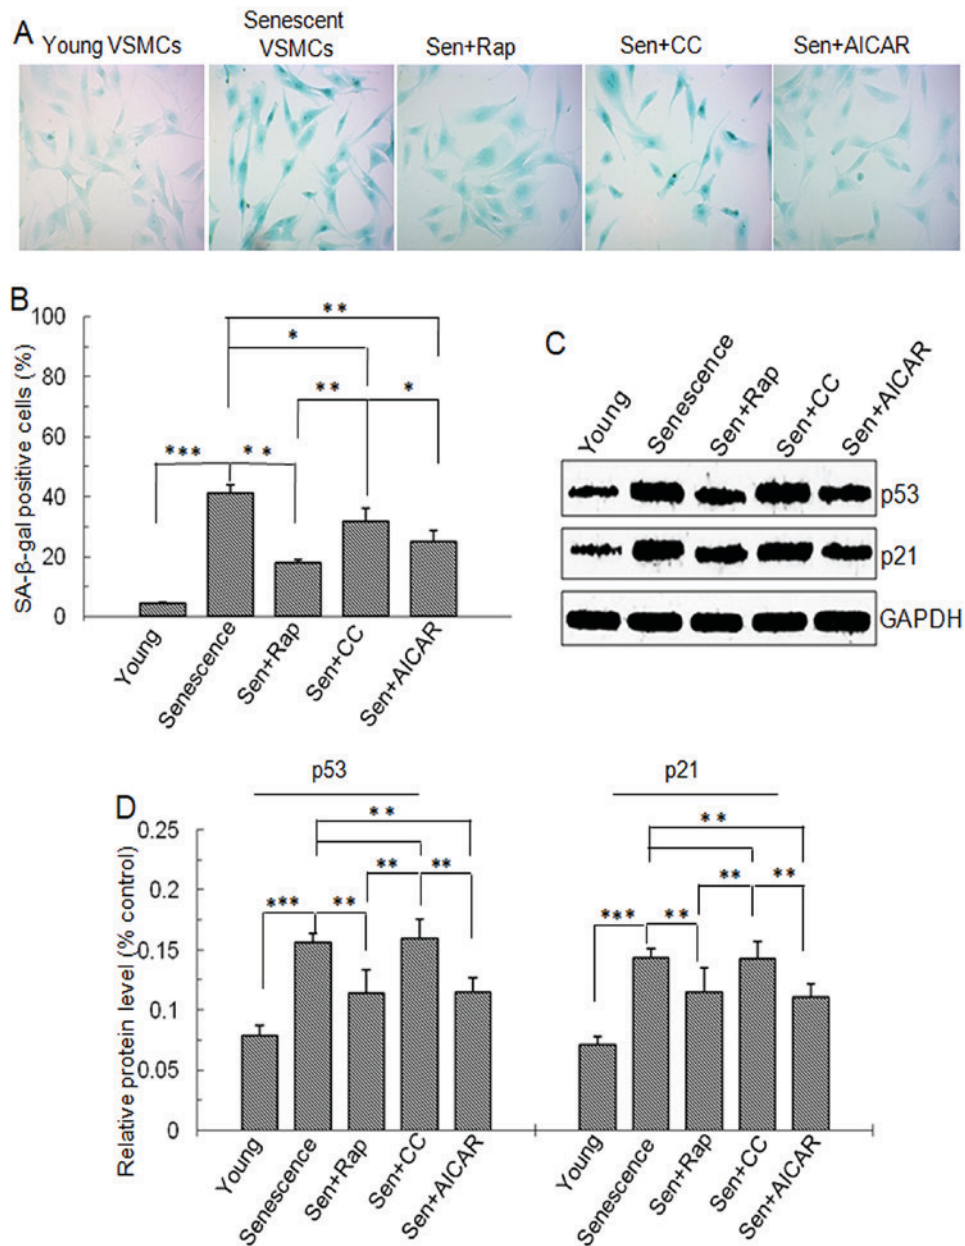 A
Young VSMCs
Senescent
VSMCs
Sen+Rap
Sen+CC
Sen+AICAR
B
SA-β-gal positive cells (%)
100
80
60
40
20
0
**
*
**
*
***
**
Young
Senescence
Sen+Rap
Sen+CC
Sen+AICAR
C
Young
Senescence
Sen+Rap
Sen+CC
Sen+AICAR
p53
p21
GAPDH
D
p53
p21
Relative protein level (% control)
0.25
0.2
0.15
0.1
0.05
0
**
**
**
***
**
**
**
**
***
**
Young
Senescence
Sen+Rap
Sen+CC
Sen+AICAR
Young
Senescence
Sen+Rap
Sen+CC
Sen+AICAR